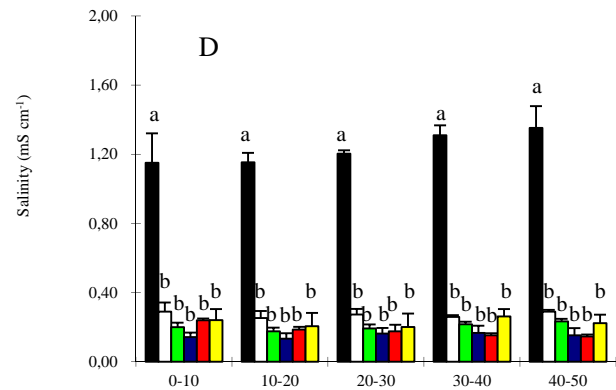 2,00
D
1,60
1,20
0,80
0,40
0,00
Salinity (mS cm⁻¹)
a a a a a
b b b b b b
b b b b b b
b b b b b b
b b b b b b
b b b b b b
0-10 10-20 20-30 30-40 40-50